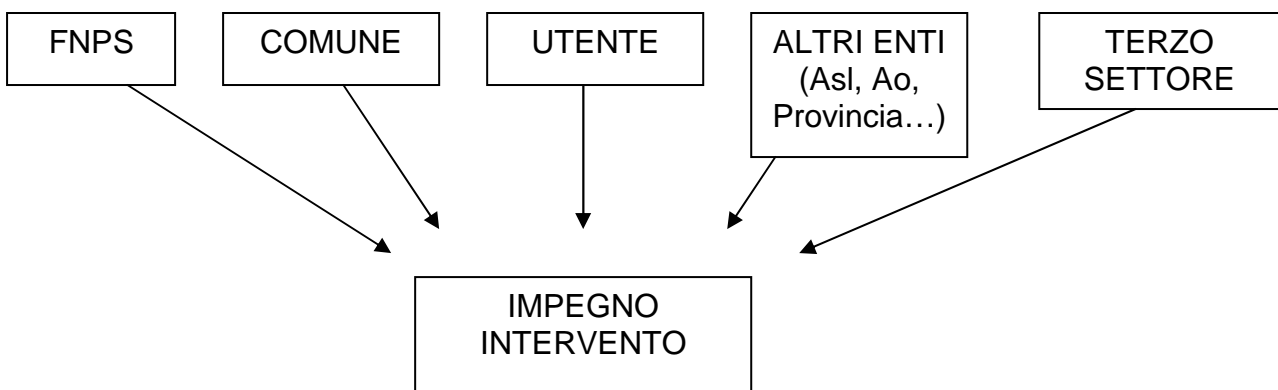 FNPS
COMUNE
UTENTE
ALTRI ENTI
(Asl, Ao,
Provincia…)
TERZO
SETTORE
IMPEGNO
INTERVENTO